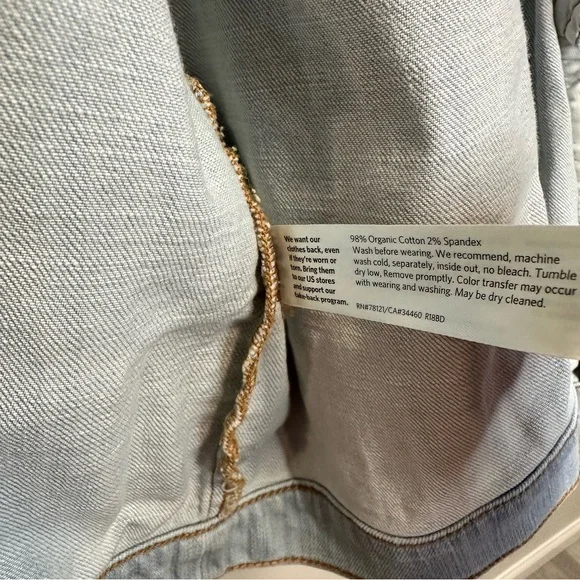 We want our
clothes back, even
if they're worn or
torn. Bring them
to our US stores
and support our
take-back program.
98% Organic Cotton 2% Spandex
Wash before wearing. We recommend, machine
wash cold, separately, inside out, no bleach. Tumble
dry low, Remove promptly. Color transfer may occur
with wearing and washing. May be dry cleaned.
RN#78121/CA#34460 R18BD